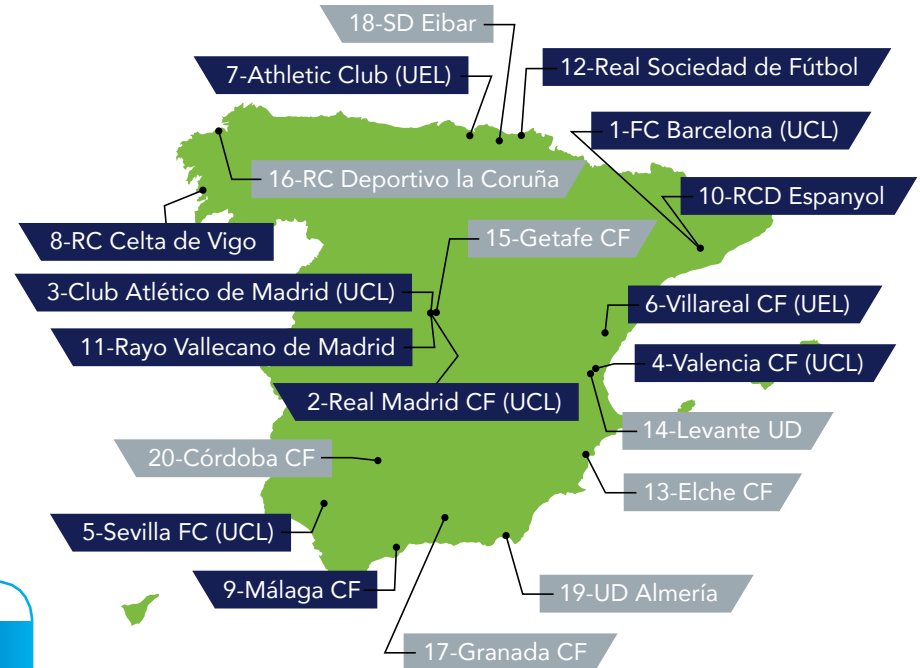 18-SD Eibar
7-Athletic Club (UEL)
12-Real Sociedad de Fútbol
1-FC Barcelona (UCL)
16-RC Deportivo la Coruña
10-RCD Espanyol
8-RC Celta de Vigo
15-Getafe CF
3-Club Atlético de Madrid (UCL)
6-Villareal CF (UEL)
11-Rayo Vallecano de Madrid
4-Valencia CF (UCL)
2-Real Madrid CF (UCL)
14-Levante UD
20-Córdoba CF
13-Elche CF
5-Sevilla FC (UCL)
9-Málaga CF
19-UD Almería
17-Granada CF